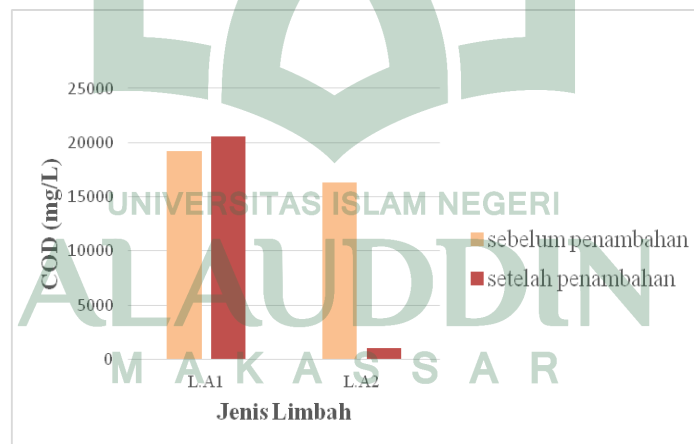 25000
20000
15000
10000
5000
0
COD (mg/L)
UNIVERSITAS ISLAM NEGERI
ALAUDDIN
MAKASSAR
sebelum penambahan
setelah penambahan
L.A1
L.A2
Jenis Limbah